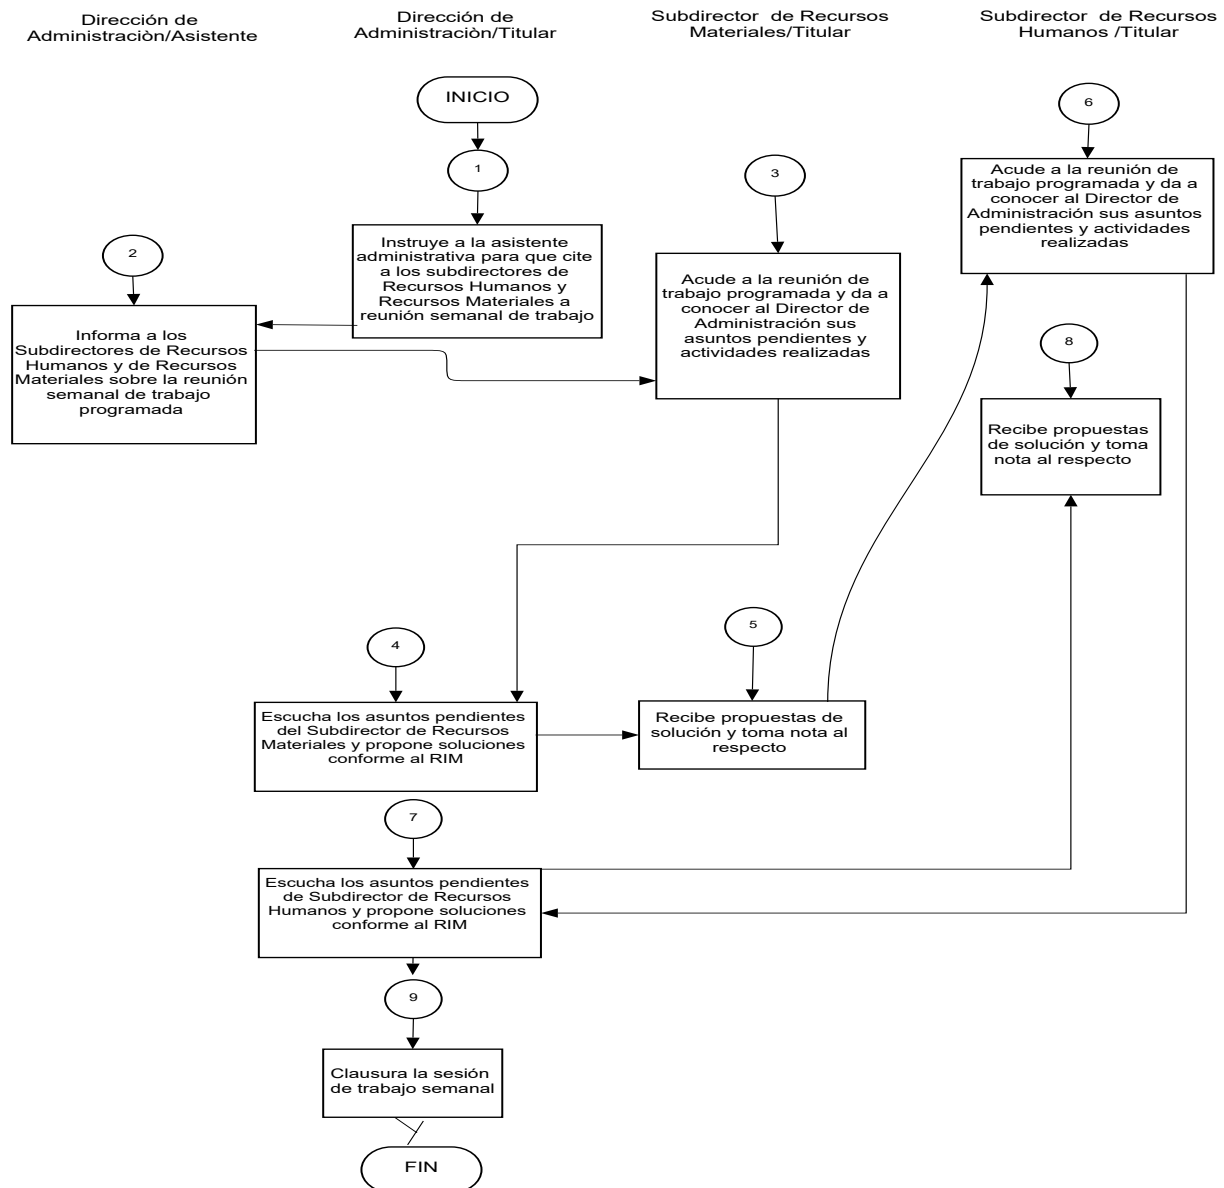 Dirección de
Administraciòn/Asistente
Dirección de
Administraciòn/Titular
Subdirector  de Recursos
Materiales/Titular
Subdirector  de Recursos
Humanos /Titular
INICIO
1
Instruye a la asistente
administrativa para que cite
a los subdirectores de
Recursos Humanos y
Recursos Materiales a
reunión semanal de trabajo
2
Informa a los
Subdirectores de Recursos
Humanos y de Recursos
Materiales sobre la reunión
semanal de trabajo
programada
3
Acude a la reunión de
trabajo programada y da a
conocer al Director de
Administración sus
asuntos pendientes y
actividades realizadas
4
Escucha los asuntos pendientes
del Subdirector de Recursos
Materiales y propone soluciones
conforme al RIM
5
Recibe propuestas de
solución y toma nota al
respecto
6
Acude a la reunión de
trabajo programada y da a
conocer al Director de
Administración sus asuntos
pendientes y actividades
realizadas
7
Escucha los asuntos pendientes
de Subdirector de Recursos
Humanos y propone soluciones
conforme al RIM
8
Recibe propuestas
de solución y toma
nota al respecto
9
Clausura la sesión
de trabajo semanal
FIN